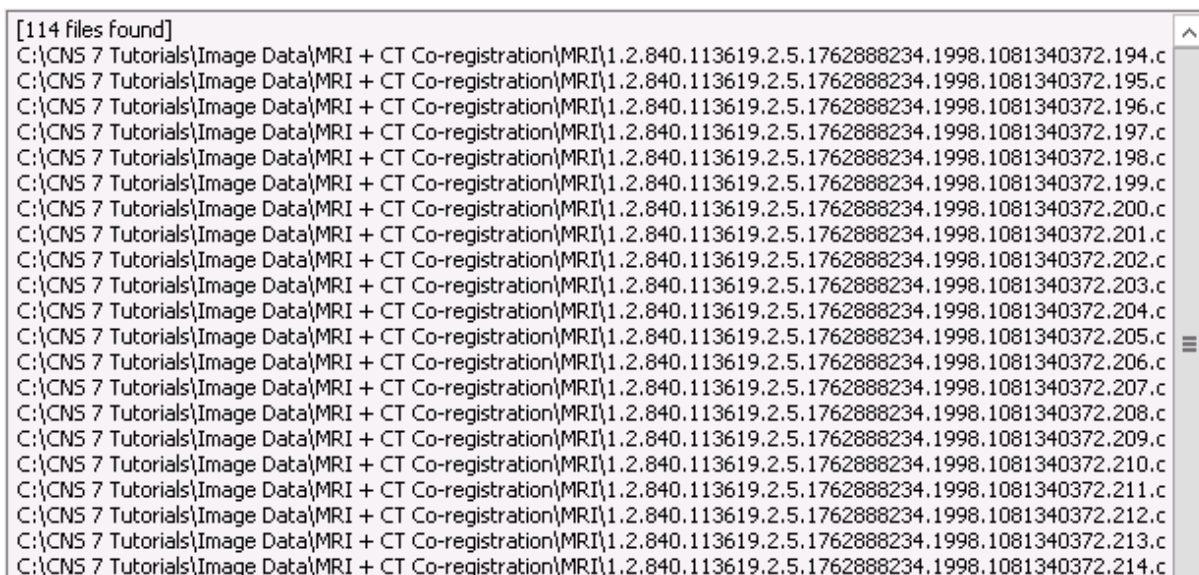 [114 files found]
C:\CNS 7 Tutorials\Image Data\MRI + CT Co-registration\MRI\1.2.840.113619.2.5.1762888234.1998.1081340372.194.c
C:\CNS 7 Tutorials\Image Data\MRI + CT Co-registration\MRI\1.2.840.113619.2.5.1762888234.1998.1081340372.195.c
C:\CNS 7 Tutorials\Image Data\MRI + CT Co-registration\MRI\1.2.840.113619.2.5.1762888234.1998.1081340372.196.c
C:\CNS 7 Tutorials\Image Data\MRI + CT Co-registration\MRI\1.2.840.113619.2.5.1762888234.1998.1081340372.197.c
C:\CNS 7 Tutorials\Image Data\MRI + CT Co-registration\MRI\1.2.840.113619.2.5.1762888234.1998.1081340372.198.c
C:\CNS 7 Tutorials\Image Data\MRI + CT Co-registration\MRI\1.2.840.113619.2.5.1762888234.1998.1081340372.199.c
C:\CNS 7 Tutorials\Image Data\MRI + CT Co-registration\MRI\1.2.840.113619.2.5.1762888234.1998.1081340372.200.c
C:\CNS 7 Tutorials\Image Data\MRI + CT Co-registration\MRI\1.2.840.113619.2.5.1762888234.1998.1081340372.201.c
C:\CNS 7 Tutorials\Image Data\MRI + CT Co-registration\MRI\1.2.840.113619.2.5.1762888234.1998.1081340372.202.c
C:\CNS 7 Tutorials\Image Data\MRI + CT Co-registration\MRI\1.2.840.113619.2.5.1762888234.1998.1081340372.203.c
C:\CNS 7 Tutorials\Image Data\MRI + CT Co-registration\MRI\1.2.840.113619.2.5.1762888234.1998.1081340372.204.c
C:\CNS 7 Tutorials\Image Data\MRI + CT Co-registration\MRI\1.2.840.113619.2.5.1762888234.1998.1081340372.205.c
C:\CNS 7 Tutorials\Image Data\MRI + CT Co-registration\MRI\1.2.840.113619.2.5.1762888234.1998.1081340372.206.c
C:\CNS 7 Tutorials\Image Data\MRI + CT Co-registration\MRI\1.2.840.113619.2.5.1762888234.1998.1081340372.207.c
C:\CNS 7 Tutorials\Image Data\MRI + CT Co-registration\MRI\1.2.840.113619.2.5.1762888234.1998.1081340372.208.c
C:\CNS 7 Tutorials\Image Data\MRI + CT Co-registration\MRI\1.2.840.113619.2.5.1762888234.1998.1081340372.209.c
C:\CNS 7 Tutorials\Image Data\MRI + CT Co-registration\MRI\1.2.840.113619.2.5.1762888234.1998.1081340372.210.c
C:\CNS 7 Tutorials\Image Data\MRI + CT Co-registration\MRI\1.2.840.113619.2.5.1762888234.1998.1081340372.211.c
C:\CNS 7 Tutorials\Image Data\MRI + CT Co-registration\MRI\1.2.840.113619.2.5.1762888234.1998.1081340372.212.c
C:\CNS 7 Tutorials\Image Data\MRI + CT Co-registration\MRI\1.2.840.113619.2.5.1762888234.1998.1081340372.213.c
C:\CNS 7 Tutorials\Image Data\MRI + CT Co-registration\MRI\1.2.840.113619.2.5.1762888234.1998.1081340372.214.c